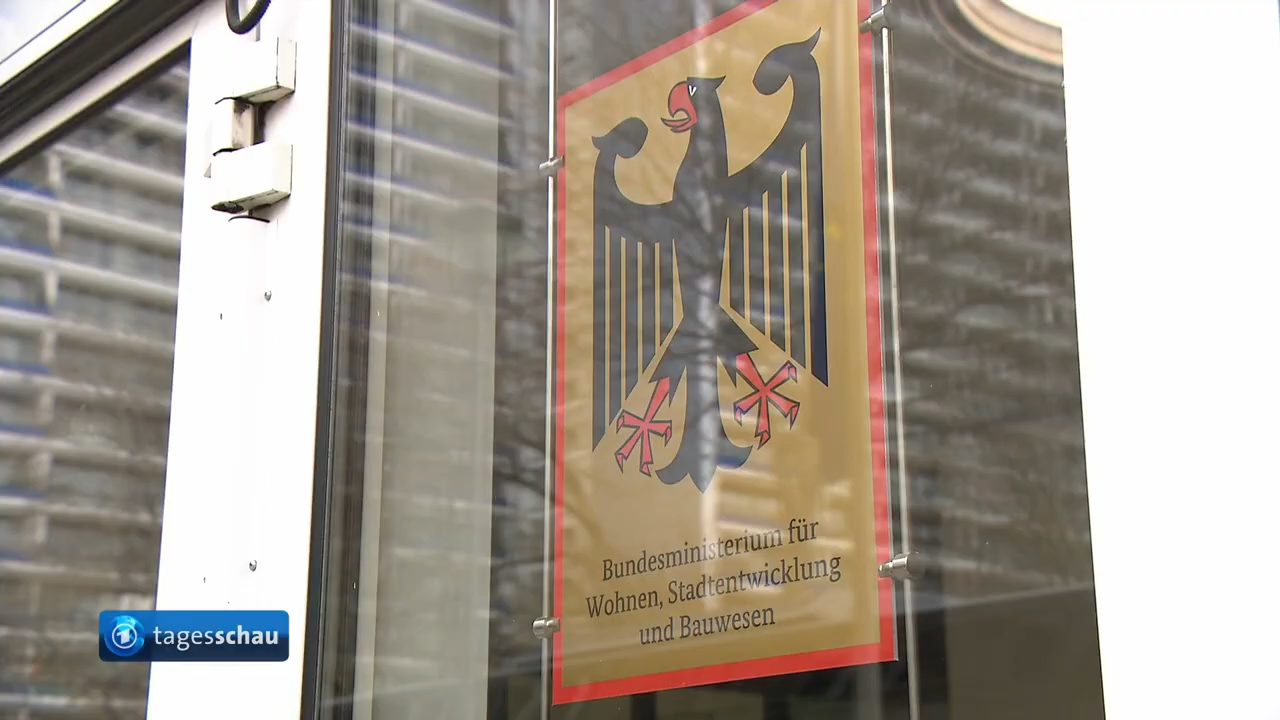 Bundesministerium für
Wohnen, Stadtentwicklung
und Bauwesen
tagesschau